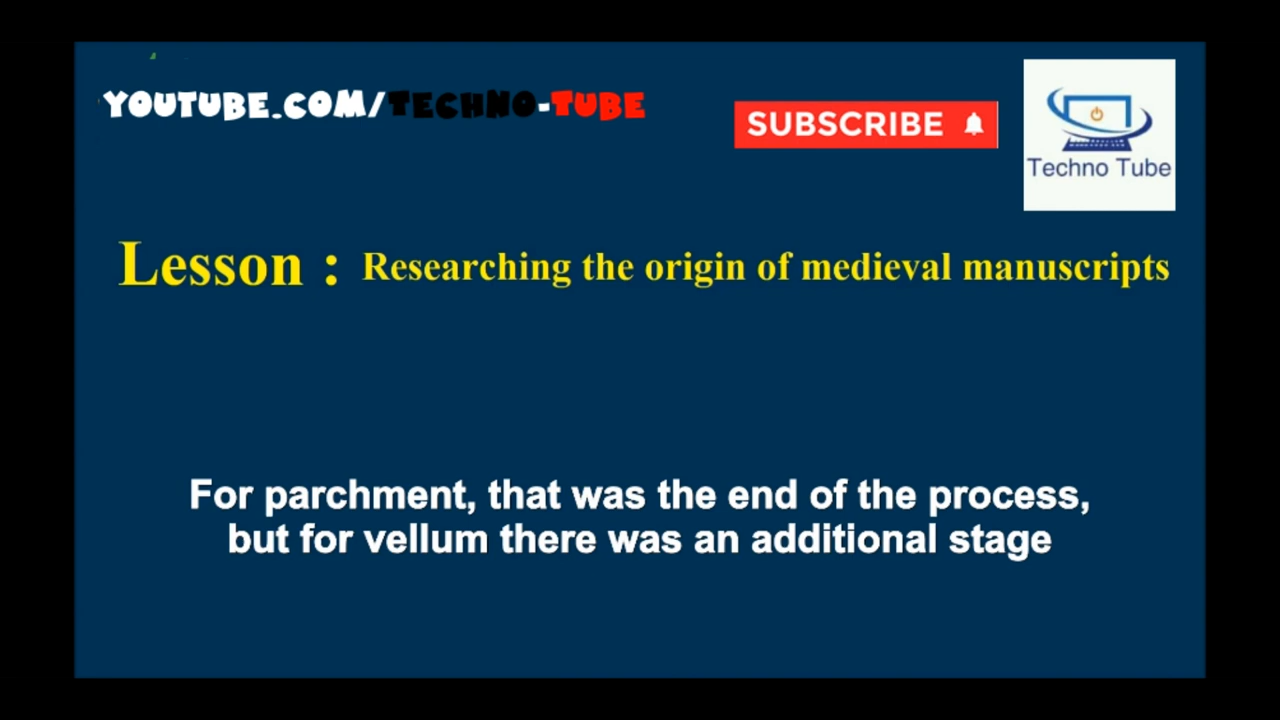 YOUTUBE.COM/TECHNO-TUBE
SUBSCRIBE
Techno Tube
Lesson : Researching the origin of medieval manuscripts
For parchment, that was the end of the process,
but for vellum there was an additional stage